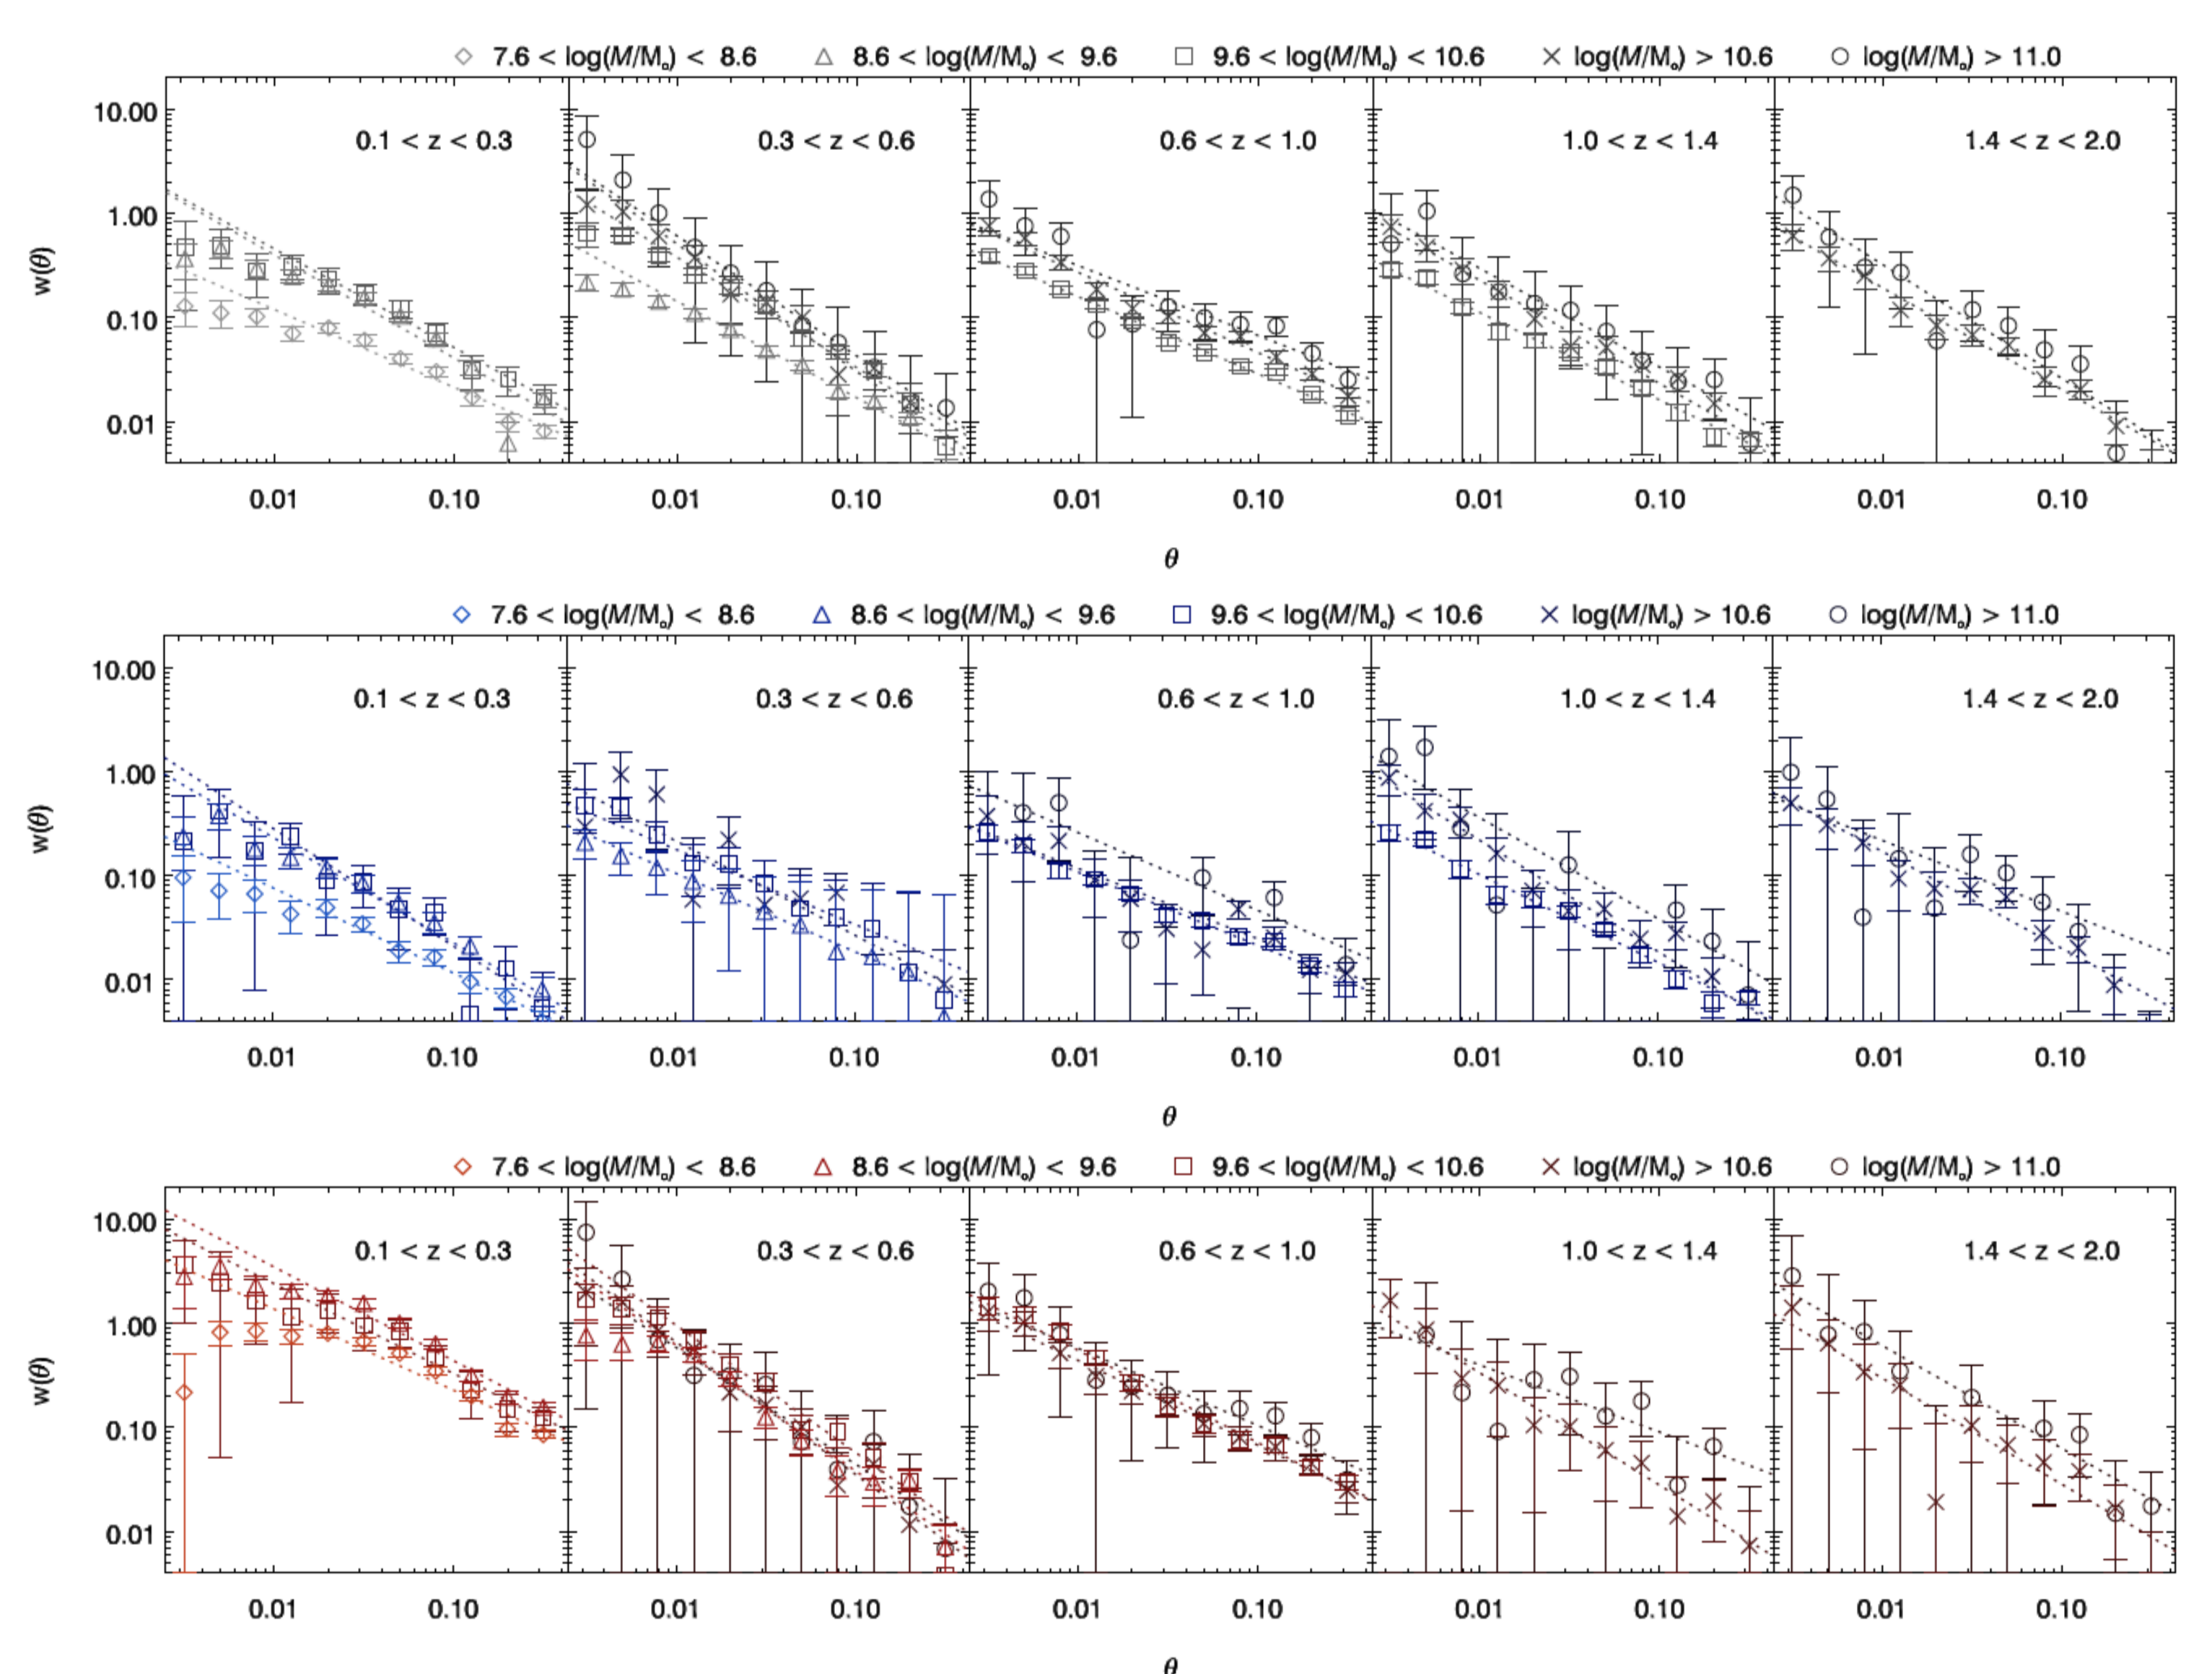 7.6 < log(M/M☉) < 8.6 8.6 < log(M/M☉) < 9.6 9.6 < log(M/M☉) < 10.6 log(M/M☉) > 10.6 log(M/M☉) > 11.0
10.00 0.1 < z < 0.3 0.3 < z < 0.6 0.6 < z < 1.0 1.0 < z < 1.4 1.4 < z < 2.0
1.00
w(θ)
0.10
0.01
0.01 0.10 0.01 0.10 0.01 0.10 0.01 0.10 0.01 0.10
θ
7.6 < log(M/M☉) < 8.6 8.6 < log(M/M☉) < 9.6 9.6 < log(M/M☉) < 10.6 log(M/M☉) > 10.6 log(M/M☉) > 11.0
10.00 0.1 < z < 0.3 0.3 < z < 0.6 0.6 < z < 1.0 1.0 < z < 1.4 1.4 < z < 2.0
1.00
w(θ)
0.10
0.01
0.01 0.10 0.01 0.10 0.01 0.10 0.01 0.10 0.01 0.10
θ
7.6 < log(M/M☉) < 8.6 8.6 < log(M/M☉) < 9.6 9.6 < log(M/M☉) < 10.6 log(M/M☉) > 10.6 log(M/M☉) > 11.0
10.00 0.1 < z < 0.3 0.3 < z < 0.6 0.6 < z < 1.0 1.0 < z < 1.4 1.4 < z < 2.0
1.00
w(θ)
0.10
0.01
0.01 0.10 0.01 0.10 0.01 0.10 0.01 0.10 0.01 0.10
θ